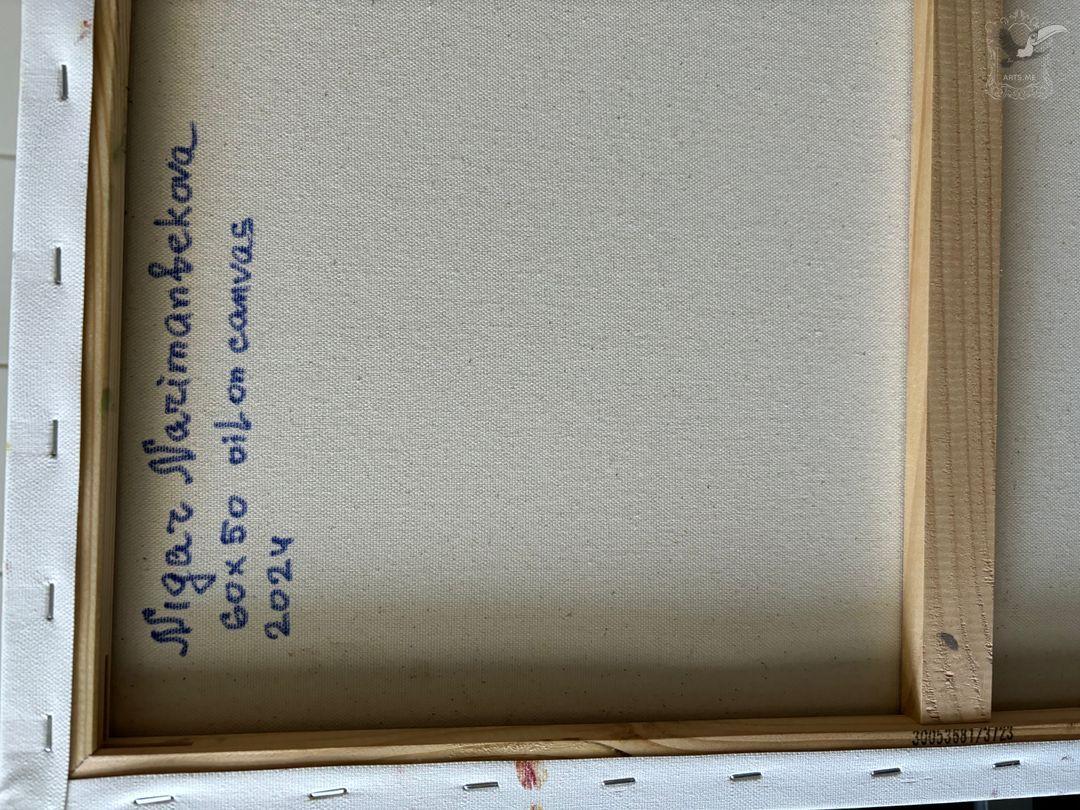 Nigar Narimanbekova
60x50 oil on canvas
2024
ARTS.ME